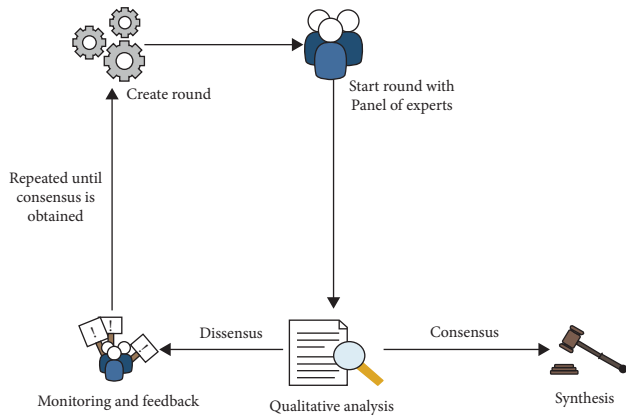 Create round
Start round with
Panel of experts
Repeated until
consensus is
obtained
Dissensus
Consensus
! ! !
Monitoring and feedback
Qualitative analysis
Synthesis